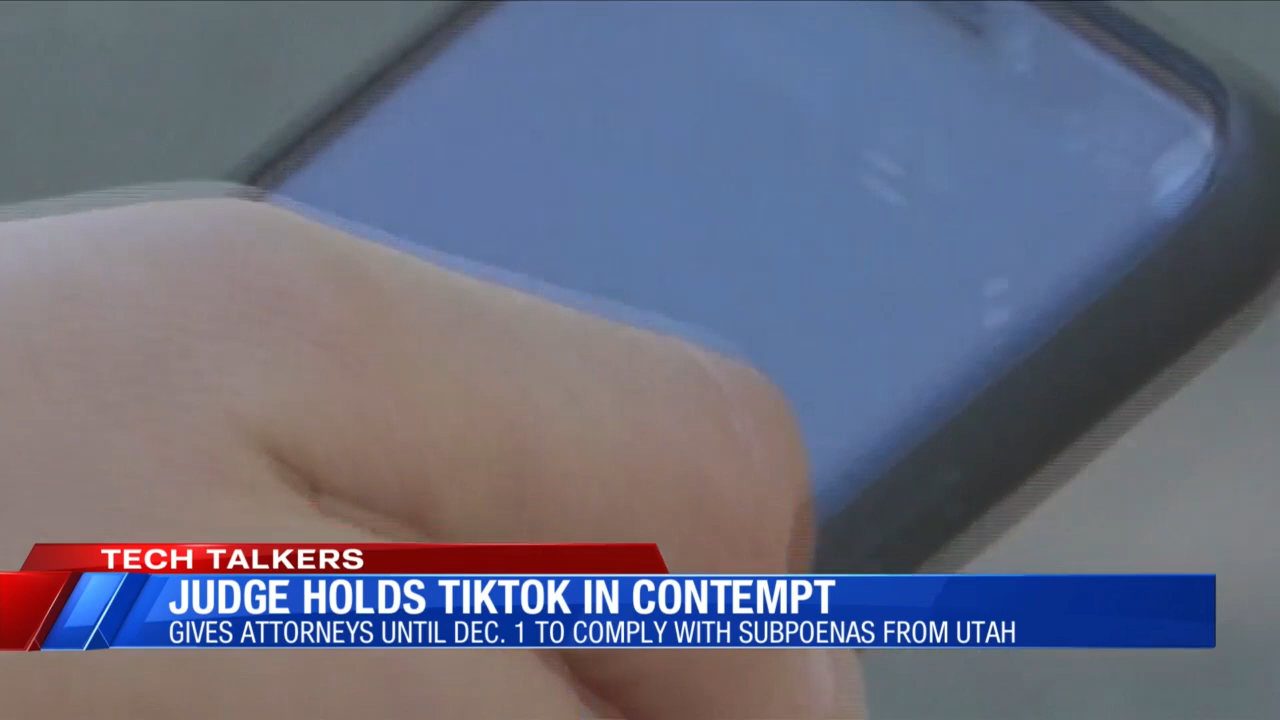 TECH TALKERS
JUDGE HOLDS TIKTOK IN CONTEMPT
GIVES ATTORNEYS UNTIL DEC. 1 TO COMPLY WITH SUBPOENAS FROM UTAH